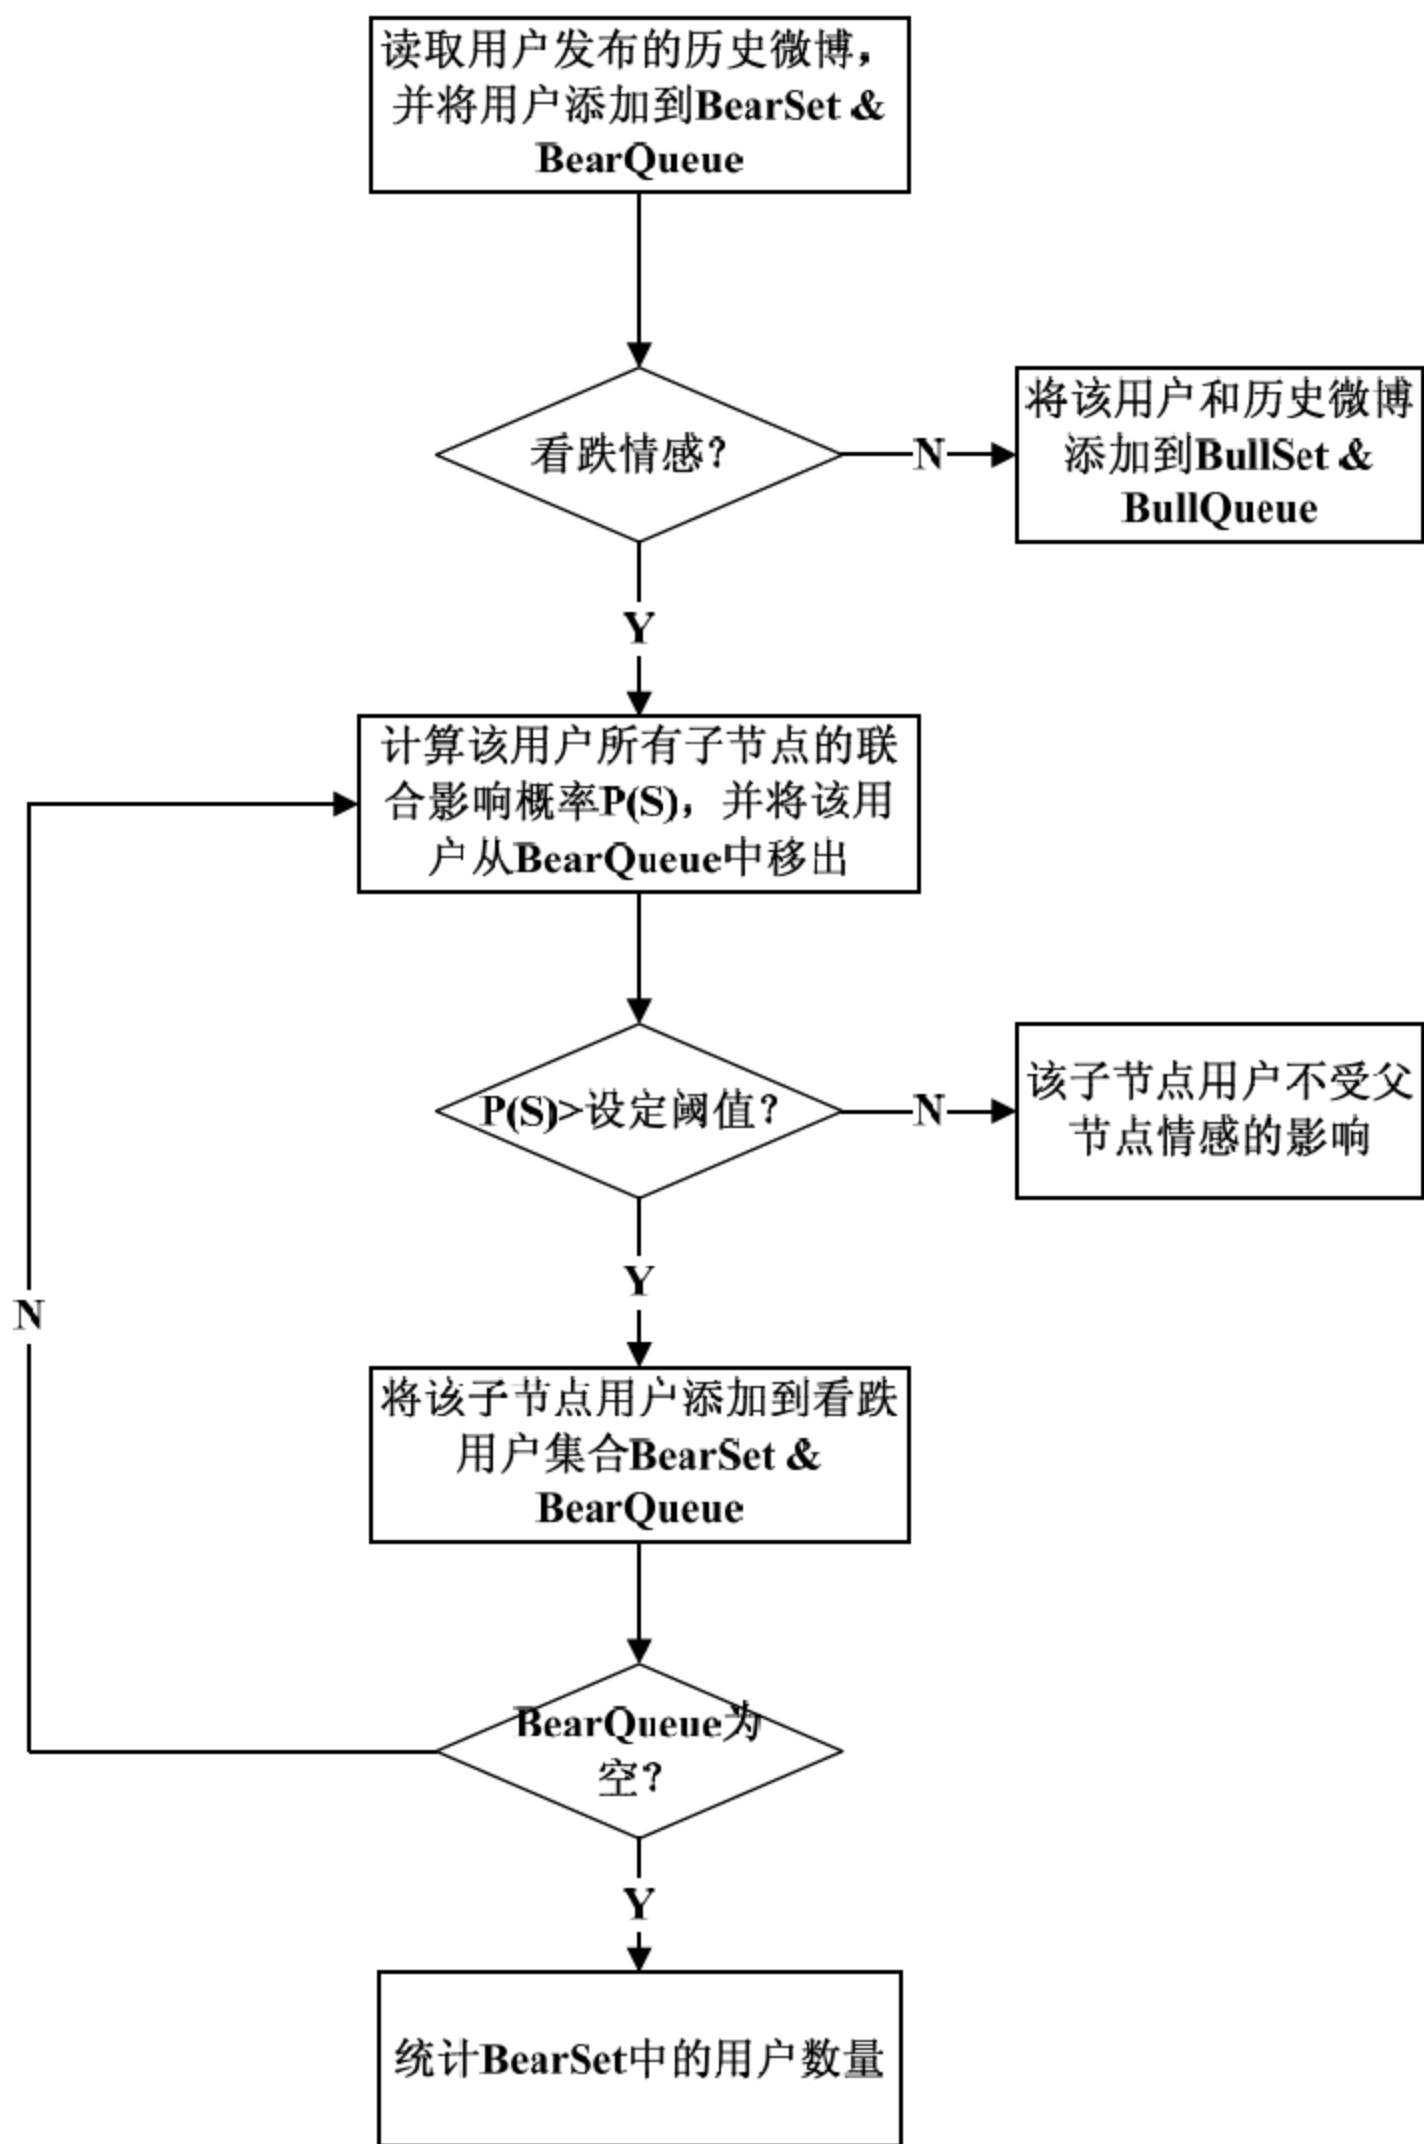 读取用户发布的历史微博，
并将用户添加到BearSet &
BearQueue
看跌情感？
N
将该用户和历史微博
添加到BullSet &
BullQueue
Y
计算该用户所有子节点的联
合影响概率P(S)，并将该用
户从BearQueue中移出
P(S)>设定阈值？
N
该子节点用户不受父
节点情感的影响
Y
N
将该子节点用户添加到看跌
用户集合BearSet &
BearQueue
BearQueue为
空？
Y
统计BearSet中的用户数量